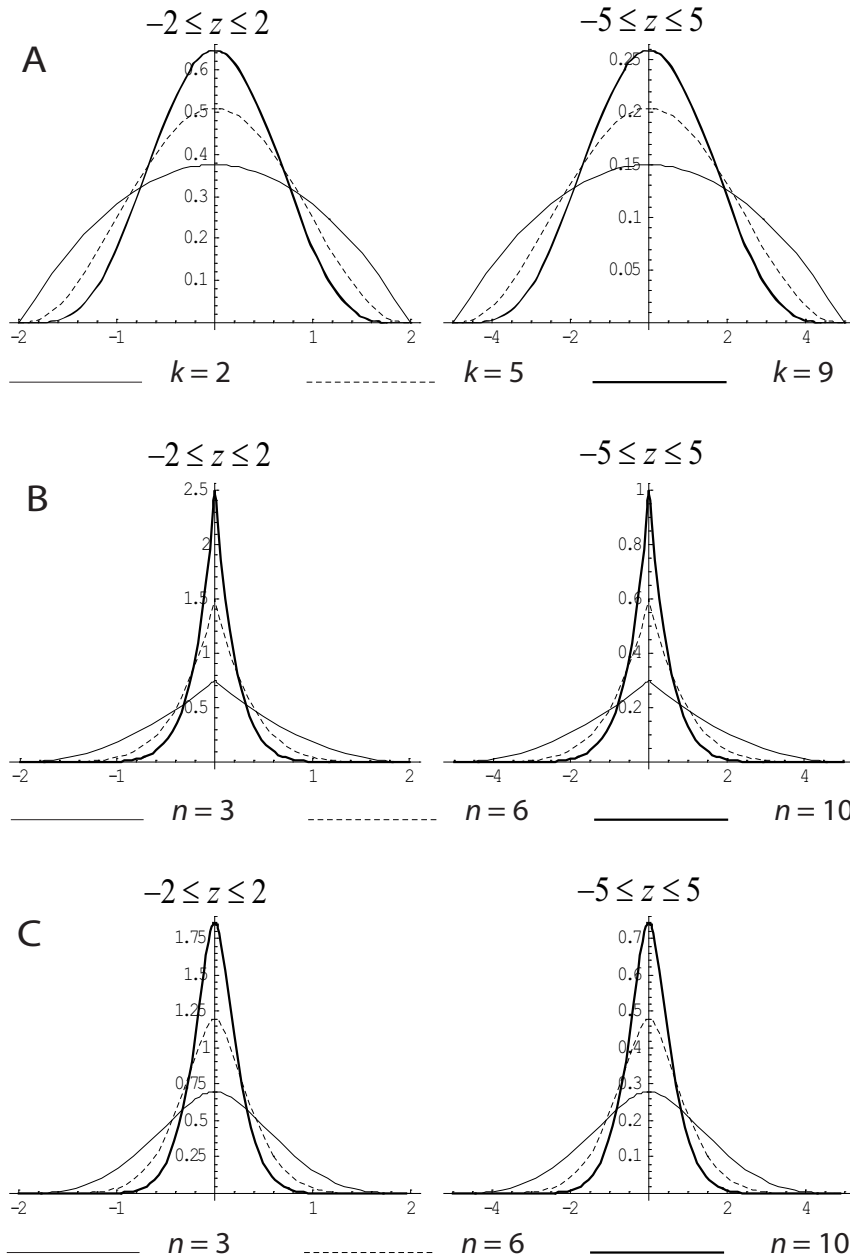 −2 ≤ z ≤ 2 −5 ≤ z ≤ 5
A
0.6 0.25
0.5 0.2
0.4 0.15
0.3
0.2 0.1
0.1 0.05
−2 −1 1 2 −4 −2 2 4
k = 2 k = 5 k = 9
−2 ≤ z ≤ 2 −5 ≤ z ≤ 5
B
2.5 1
2 0.8
1.5 0.6
1 0.4
0.5 0.2
−2 −1 1 2 −4 −2 2 4
n = 3 n = 6 n = 10
−2 ≤ z ≤ 2 −5 ≤ z ≤ 5
C
1.75 0.7
1.5 0.6
1.25 0.5
1 0.4
0.75 0.3
0.5 0.2
0.25 0.1
−2 −1 1 2 −4 −2 2 4
n = 3 n = 6 n = 10